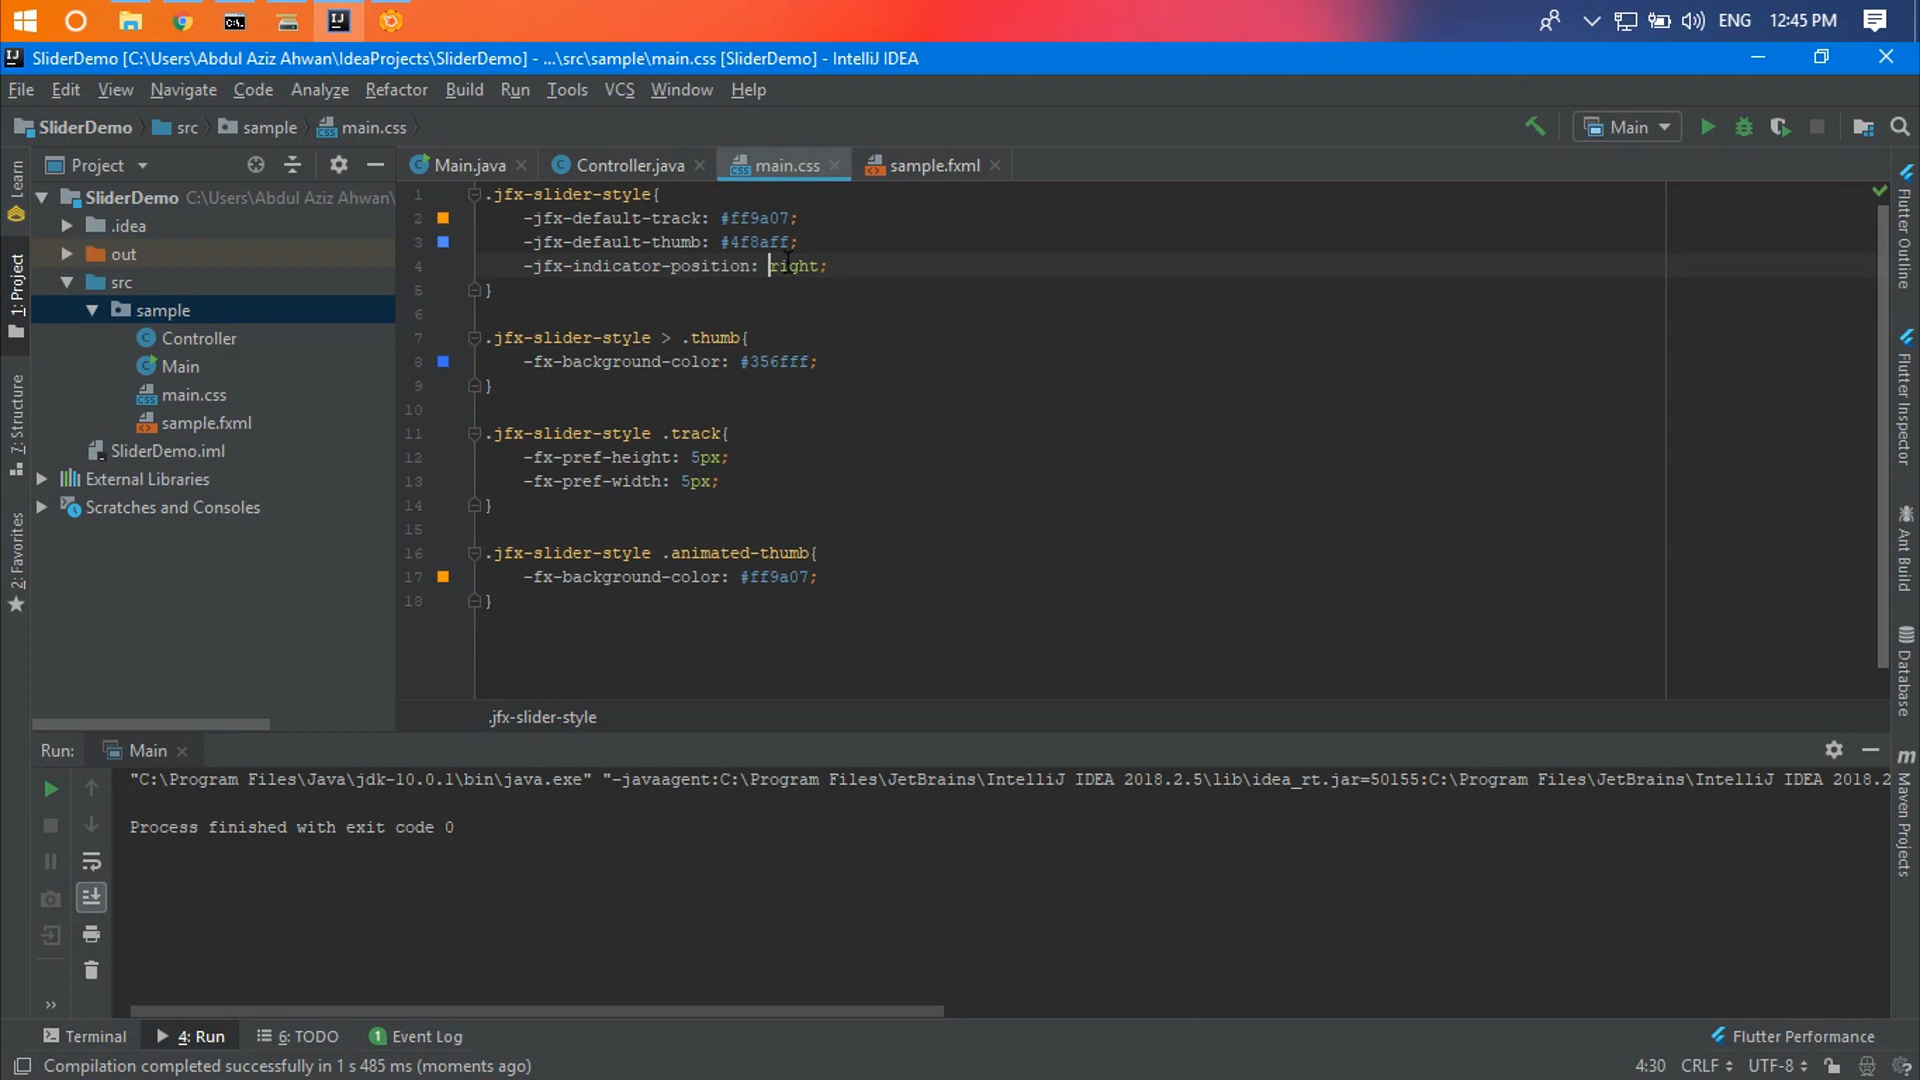 ENG 12:45 PM
SliderDemo [C:\Users\Abdul Aziz Ahwan\IdeaProjects\SliderDemo] - ...\src\sample\main.css [SliderDemo] - IntelliJ IDEA
File Edit View Navigate Code Analyze Refactor Build Run Tools VCS Window Help
SliderDemo src sample main.css Main
Project Main.java Controller.java main.css sample.fxml
SliderDemo C:\Users\Abdul Aziz Ahwan\
.idea
out
src
sample
Controller
Main
main.css
sample.fxml
SliderDemo.iml
External Libraries
Scratches and Consoles
1 .jfx-slider-style{
2 -jfx-default-track: #ff9a07;
3 -jfx-default-thumb: #4f8aff;
4 -jfx-indicator-position: right;
5 }
6
7 .jfx-slider-style > .thumb{
8 -fx-background-color: #356fff;
9 }
10
11 .jfx-slider-style .track{
12 -fx-pref-height: 5px;
13 -fx-pref-width: 5px;
14 }
15
16 .jfx-slider-style .animated-thumb{
17 -fx-background-color: #ff9a07;
18 }
.jfx-slider-style
Learn
1: Project
7: Structure
2: Favorites
Flutter Outline
Flutter Inspector
Ant Build
Database
Maven Projects
Run: Main
"C:\Program Files\Java\jdk-10.0.1\bin\java.exe" "-javaagent:C:\Program Files\JetBrains\IntelliJ IDEA 2018.2.5\lib\idea_rt.jar=50155:C:\Program Files\JetBrains\IntelliJ IDEA 2018.2
Process finished with exit code 0
Terminal 4: Run 6: TODO 1 Event Log Flutter Performance
Compilation completed successfully in 1 s 485 ms (moments ago) 4:30 CRLF UTF-8